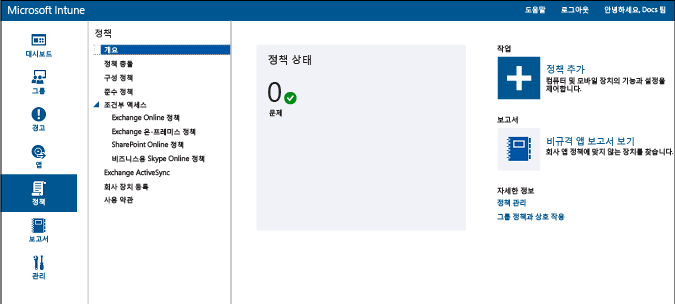 Microsoft Intune
도움말 로그아웃 안녕하세요, Docs 팀
대시보드
그룹
경고
앱
정책
보고서
관리
정책
개요
정책 충돌
구성 정책
준수 정책
조건부 액세스
Exchange Online 정책
Exchange 온-프레미스 정책
SharePoint Online 정책
비즈니스용 Skype Online 정책
Exchange ActiveSync
회사 장치 등록
사용 약관
정책 상태
0
문제
작업
정책 추가
컴퓨터 및 모바일 장치의 기능과 설정을
제어합니다.
보고서
비규격 앱 보고서 보기
회사 앱 정책에 맞지 않는 장치를 찾습니다.
자세한 정보
정책 관리
그룹 정책과 상호 작용